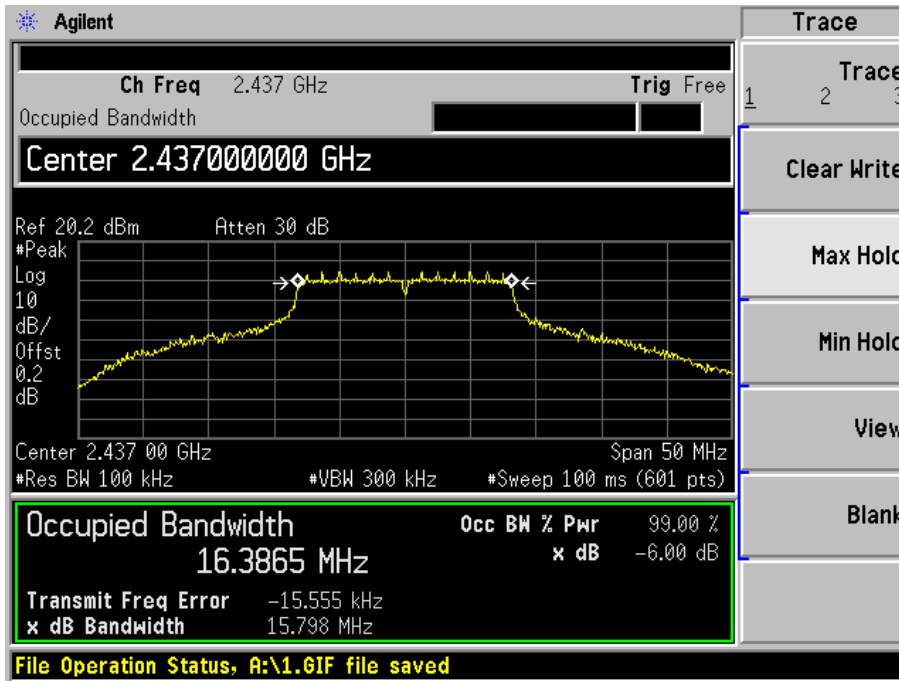 Agilent
Trace
Ch Freq 2.437 GHz Trig Free
Occupied Bandwidth
Center 2.437000000 GHz
Ref 20.2 dBm Atten 30 dB
#Peak
Log
10
dB/
Offst
0.2
dB
Center 2.437 00 GHz Span 50 MHz
#Res BW 100 kHz #VBW 300 kHz #Sweep 100 ms (601 pts)
Occupied Bandwidth
16.3865 MHz
Occ BW % Pwr 99.00 %
x dB -6.00 dB
Transmit Freq Error -15.555 kHz
x dB Bandwidth 15.798 MHz
File Operation Status, A:\1.GIF file saved
Trace
1 2 3
Clear Write
Max Hold
Min Hold
View
Blank